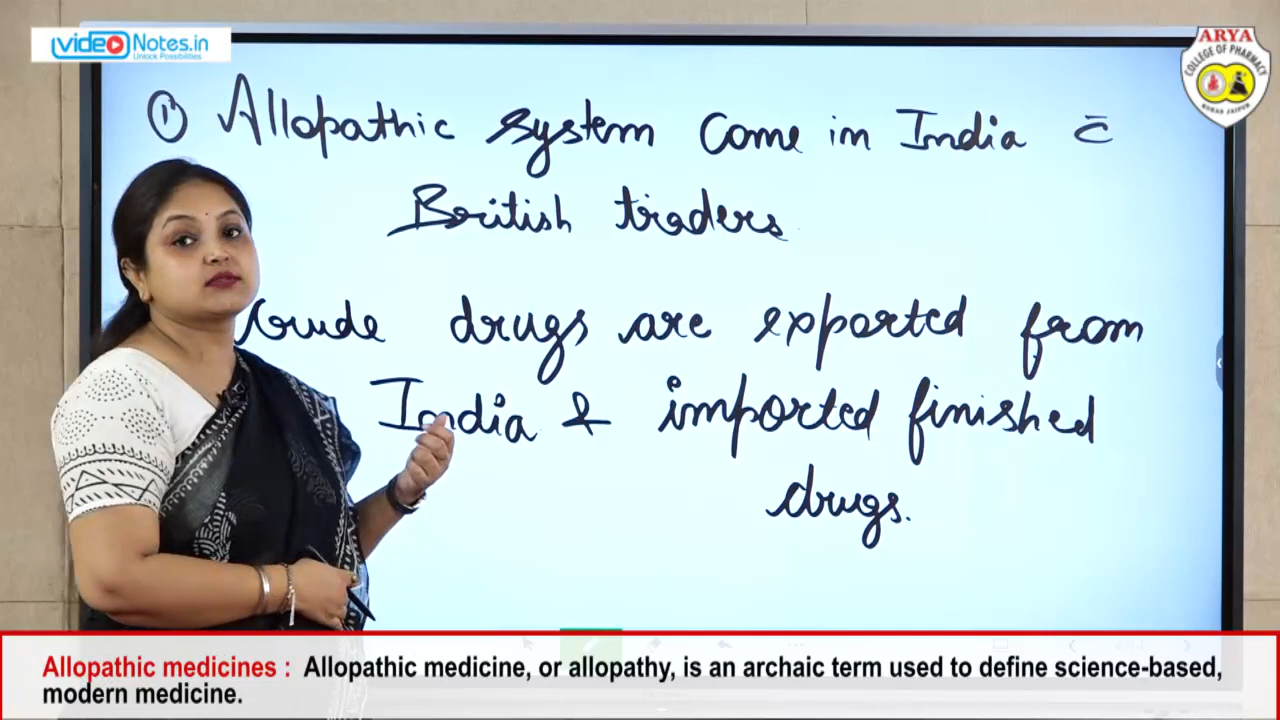 videoNotes.in
Unlock Possibilities
ARYA
COLLEGE OF PHARMACY
KUKAS JAIPUR
① Allopathic system come in India c̄
British traders
Crude drugs are exported from
India & imported finished
drugs.
Allopathic medicines : Allopathic medicine, or allopathy, is an archaic term used to define science-based,
modern medicine.